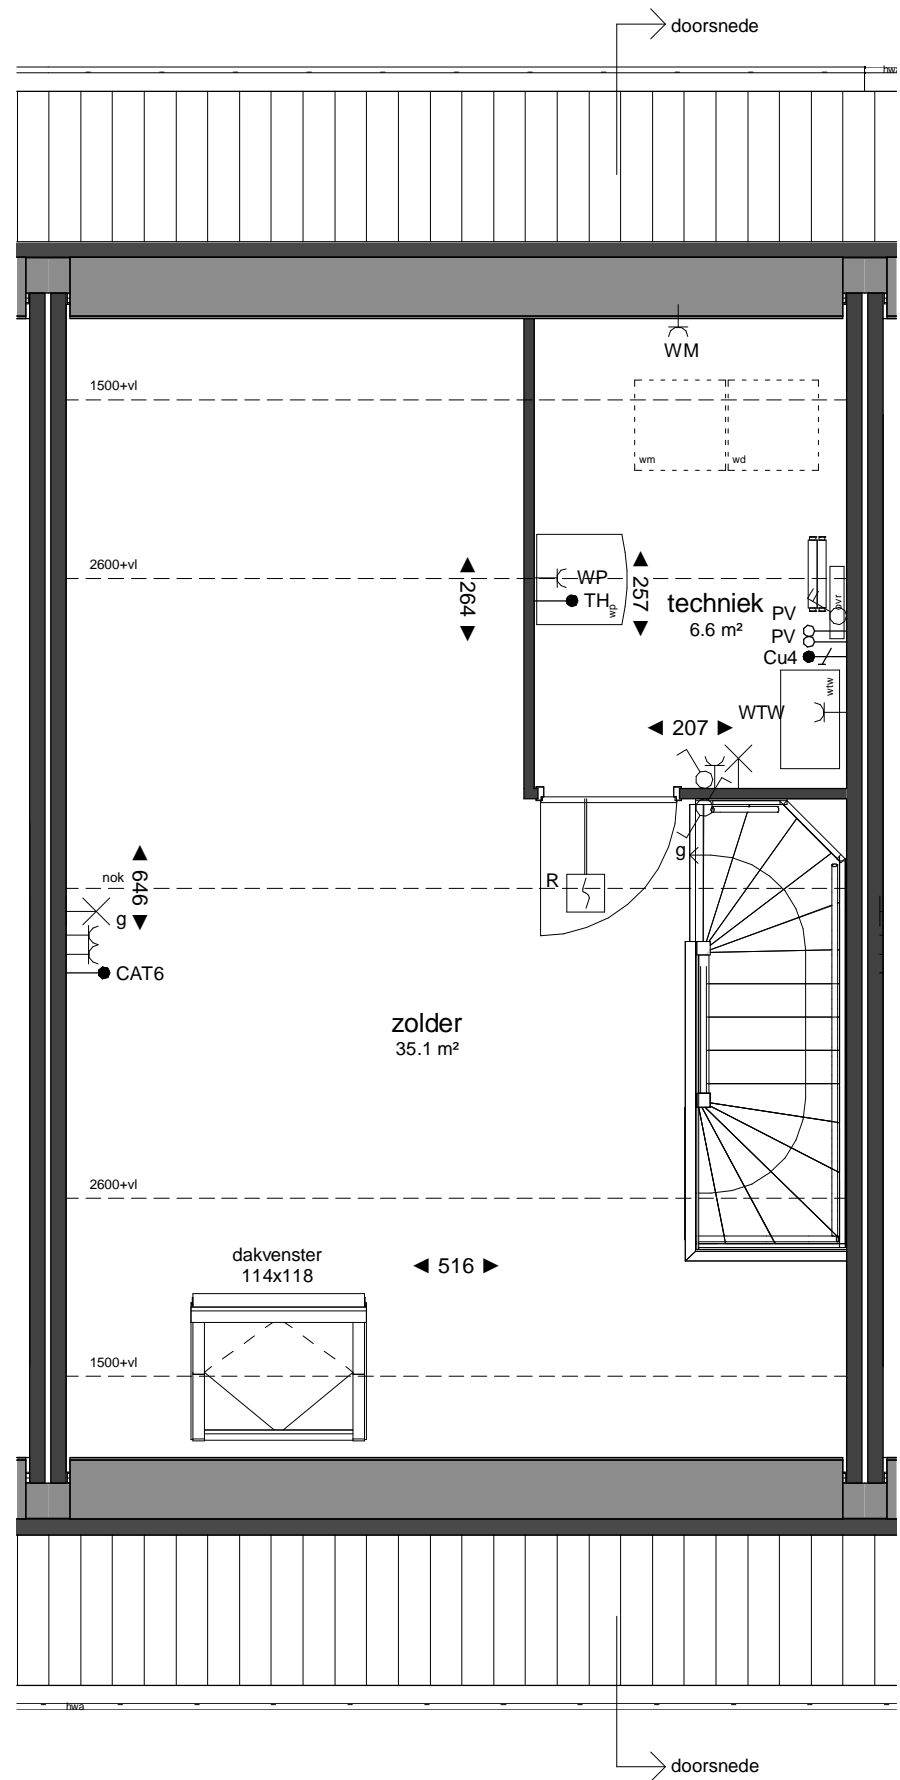 doorsnede
hwa
WM
1500+vl
wm
wd
2600+vl
264
WP
TH
wp
257
techniek
6.6 m²
PV
pvr
PV
Cu4
wtw
WTW
207
g
nok
646
R
g
CAT6
zolder
35.1 m²
2600+vl
dakvenster
114x118
516
1500+vl
hwa
doorsnede